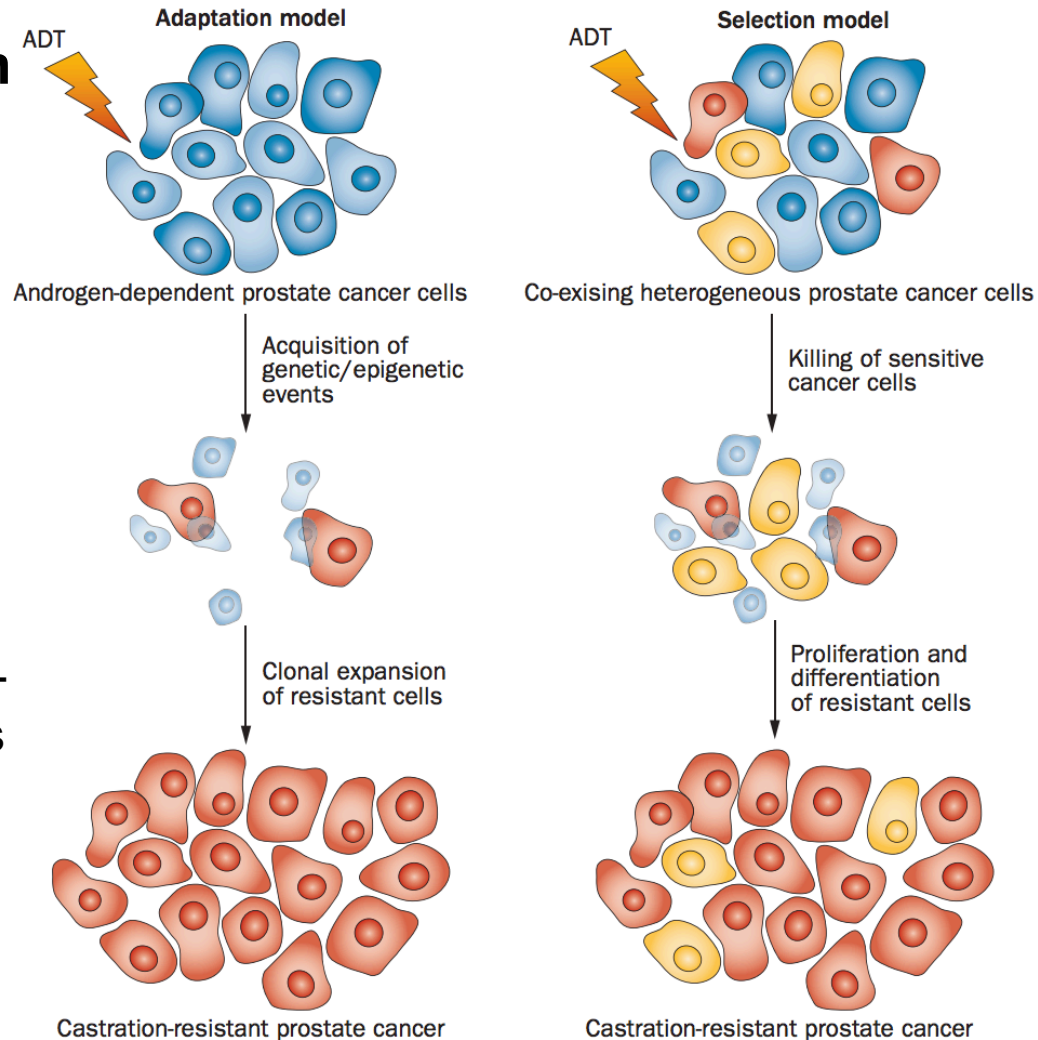 Adaptation model
ADT
n
Androgen-dependent prostate cancer cells
Acquisition of
genetic/epigenetic
events
Clonal expansion
of resistant cells
s
Castration-resistant prostate cancer
Selection model
ADT
Co-exising heterogeneous prostate cancer cells
Killing of sensitive
cancer cells
Proliferation and
differentiation
of resistant cells
Castration-resistant prostate cancer